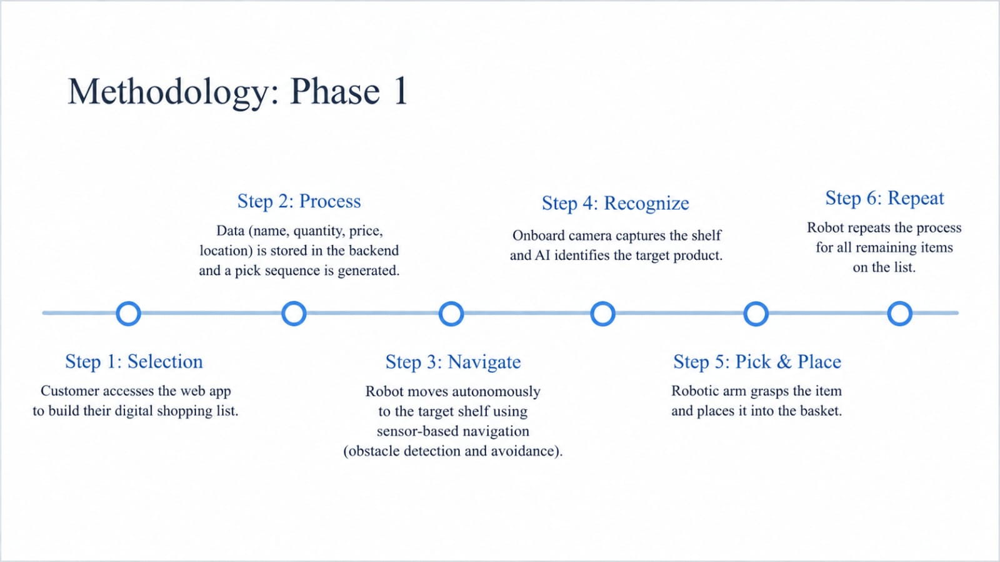 Methodology: Phase 1
Step 1: Selection
Customer accesses the web app
to build their digital shopping list.
Step 2: Process
Data (name, quantity, price,
location) is stored in the backend
and a pick sequence is generated.
Step 3: Navigate
Robot moves autonomously
to the target shelf using
sensor-based navigation
(obstacle detection and avoidance).
Step 4: Recognize
Onboard camera captures the shelf
and AI identifies the target product.
Step 5: Pick & Place
Robotic arm grasps the item
and places it into the basket.
Step 6: Repeat
Robot repeats the process
for all remaining items
on the list.